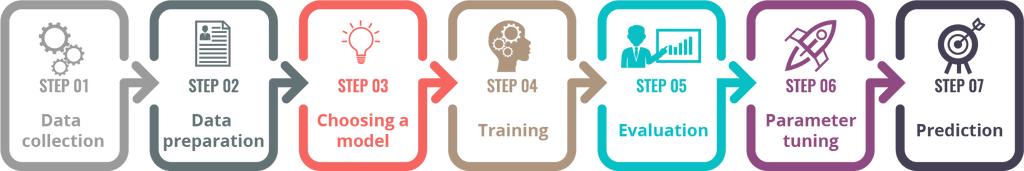 STEP 01
Data
collection
STEP 02
Data
preparation
STEP 03
Choosing a
model
STEP 04
Training
STEP 05
Evaluation
STEP 06
Parameter
tuning
STEP 07
Prediction